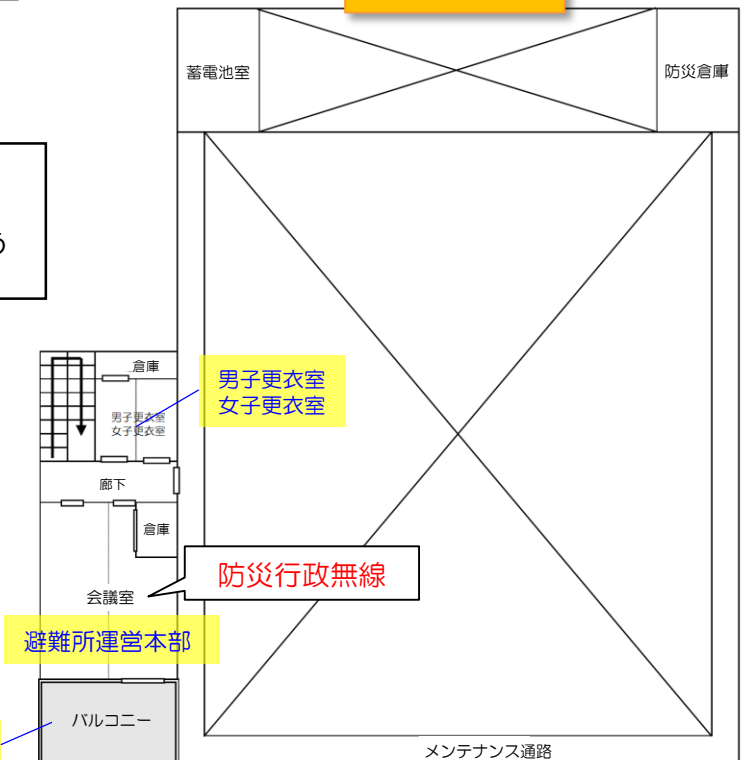 蓄電池室
防災倉庫
う
倉庫
男子更衣室
女子更衣室
男子更衣室
女子更衣室
廊下
倉庫
防災行政無線
会議室
避難所運営本部
バルコニー
メンテナンス通路